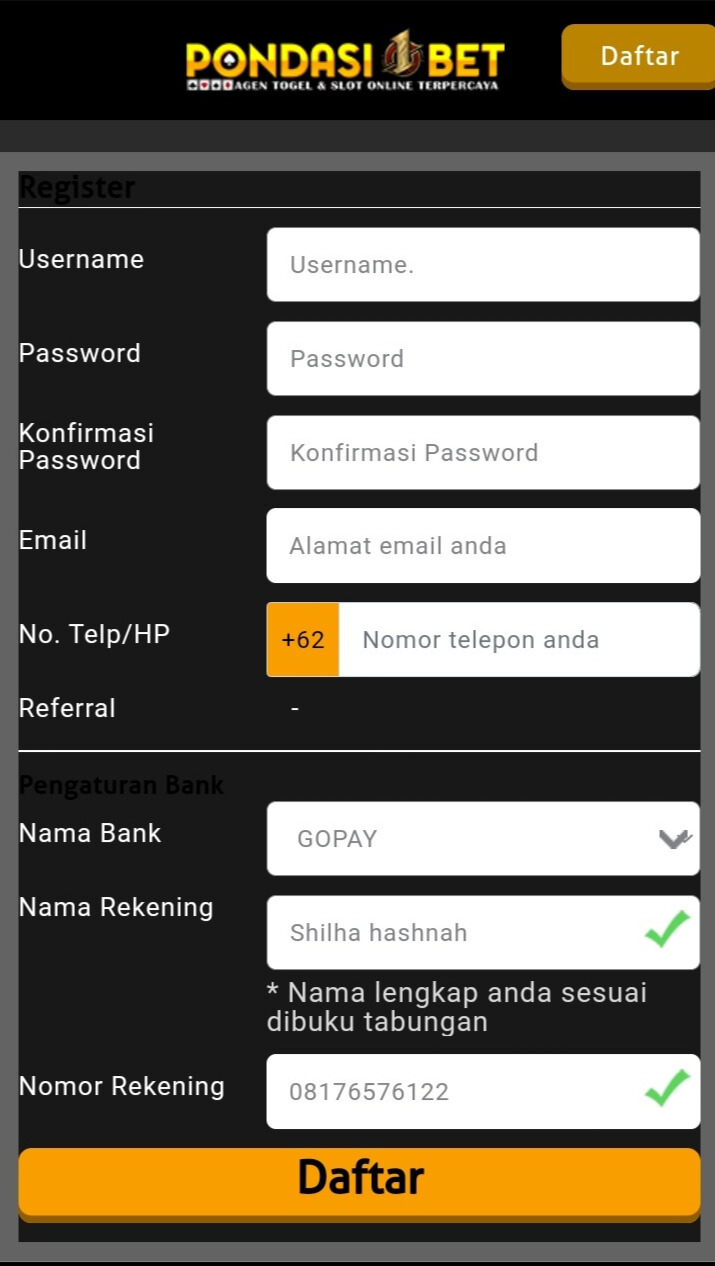 PONDASI 1 BET
AGEN TOGEL & SLOT ONLINE TERPERCAYA
Daftar
Register
Username
Username.
Password
Password
Konfirmasi
Password
Konfirmasi Password
Email
Alamat email anda
No. Telp/HP
+62
Nomor telepon anda
Referral
-
Pengaturan Bank
Nama Bank
GOPAY
Nama Rekening
Shilha hashnah
* Nama lengkap anda sesuai
dibuku tabungan
Nomor Rekening
08176576122
Daftar